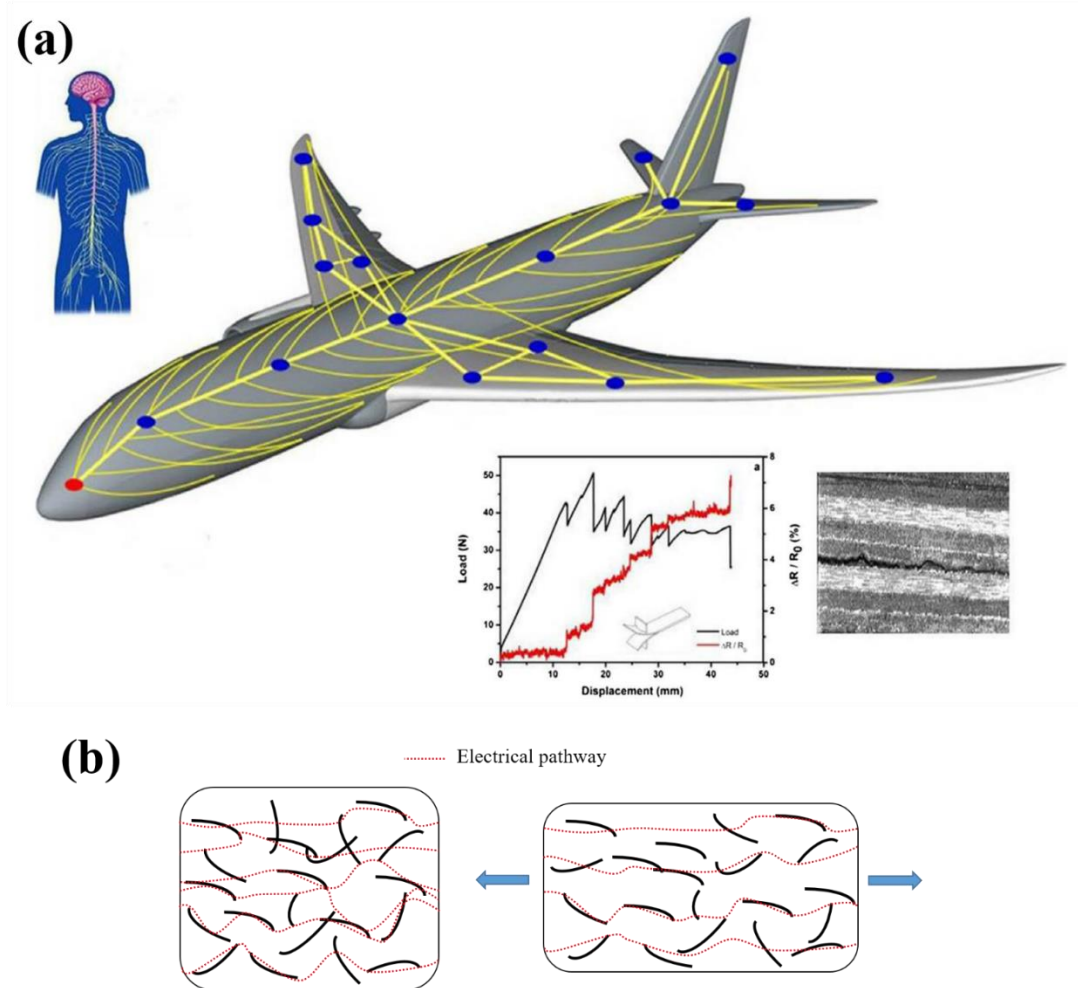 (a)
a
Load (N)
50
40
30
20
10
0
8
6
4
2
0
ΔR / R0 (%)
Load
ΔR / R0
0 10 20 30 40 50
Displacement (mm)
(b)
Electrical pathway